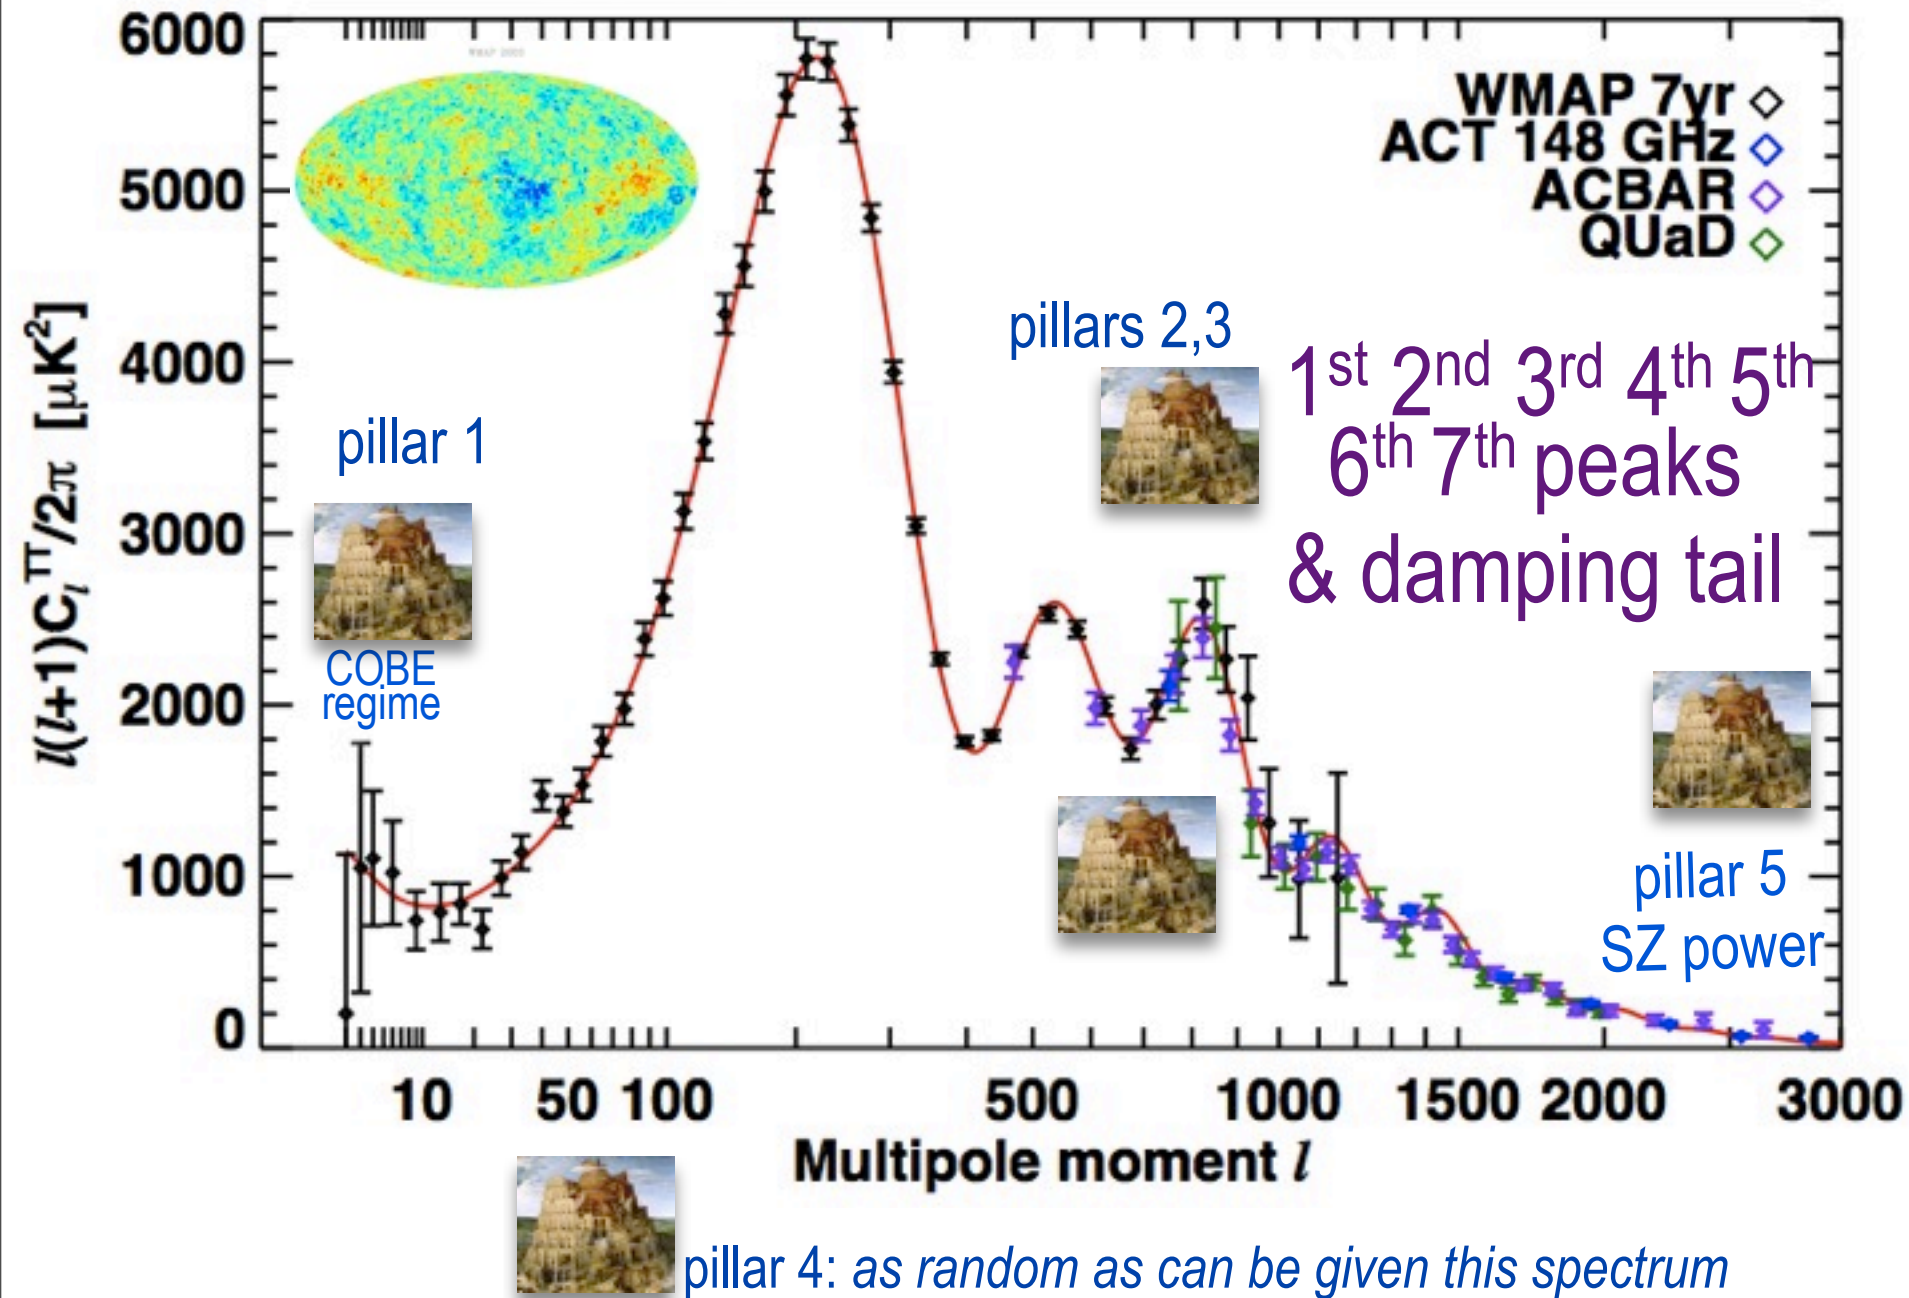 WMAP 7yr
ACT 148 GHz
ACBAR
QUaD
l(l+1)C_l^TT/2π [μK²]
6000
5000
4000
3000
2000
1000
0
pillar 1
COBE
regime
pillars 2,3
1st 2nd 3rd 4th 5th
6th 7th peaks
& damping tail
pillar 5
SZ power
10 50 100 500 1000 1500 2000 3000
Multipole moment l
pillar 4: as random as can be given this spectrum